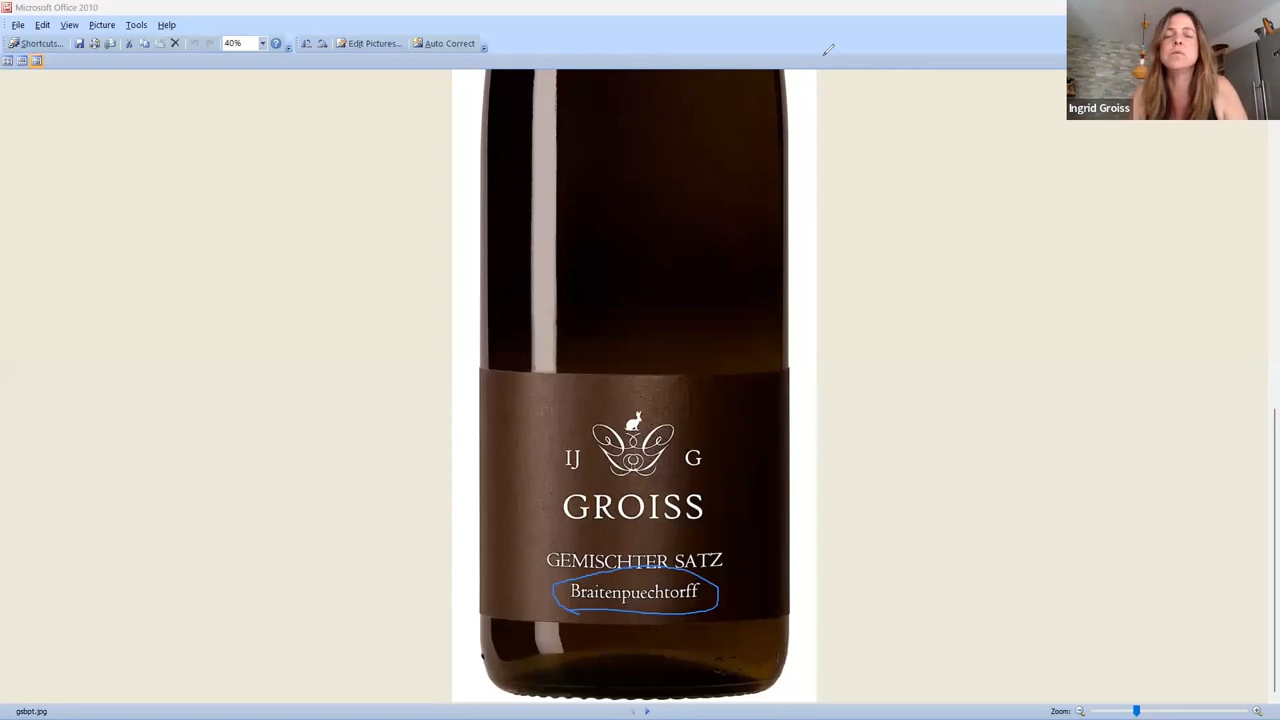 Microsoft Office 2010
File Edit View Picture Tools Help
Shortcuts... 40% Edit Pictures... Auto Correct
Ingrid Groiss
IJ G
GROISS
GEMISCHTER SATZ
Braitenpuechtorff
gsbpt.jpg Zoom: